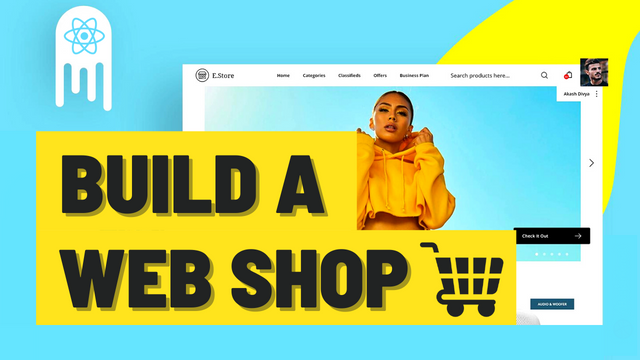 E.Store
Home Categories Classifieds Offers Business Plan
Search products here...
Akash Divya
BUILD A
WEB SHOP
Check It Out
AUDIO & WOOFER